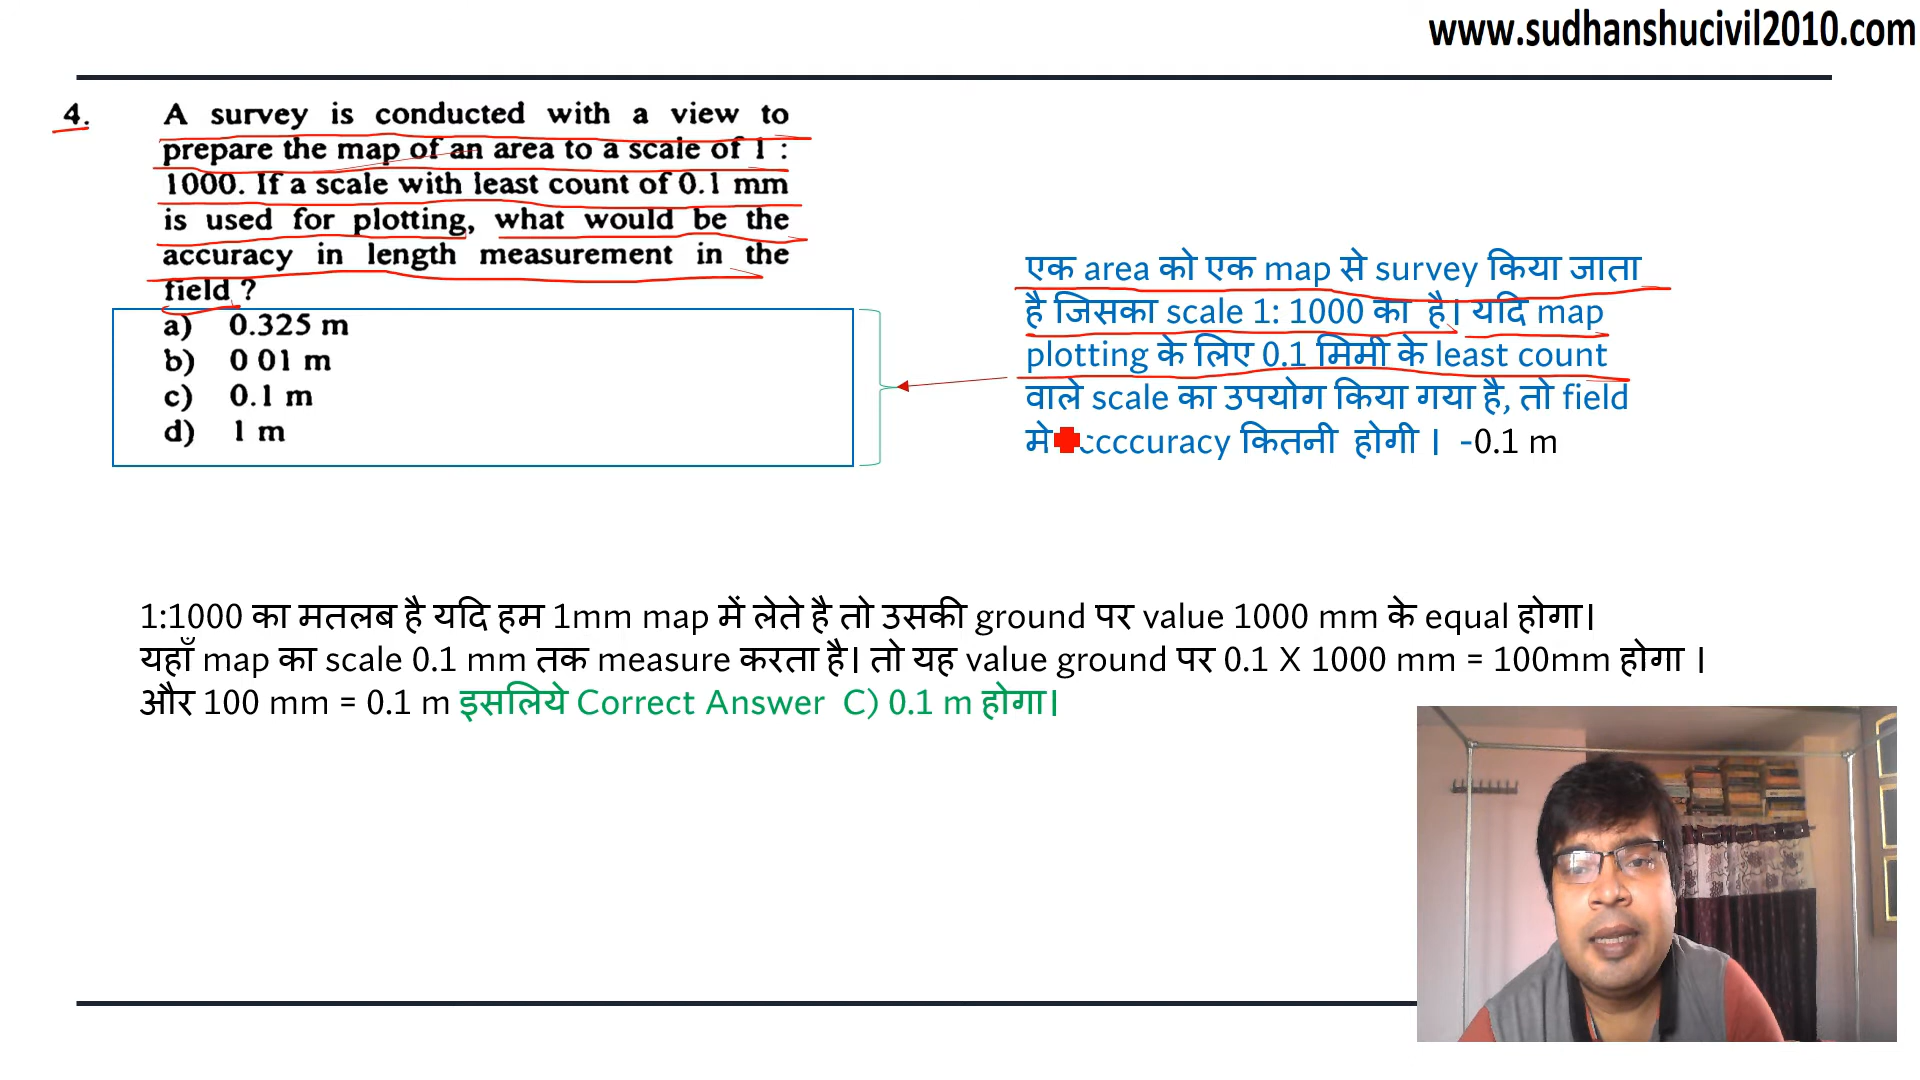 www.sudhanshucivil2010.com
4. A survey is conducted with a view to
prepare the map of an area to a scale of 1 :
1000. If a scale with least count of 0.1 mm
is used for plotting, what would be the
accuracy in length measurement in the
field ?
a) 0.325 m
b) 0 01 m
c) 0.1 m
d) 1 m
एक area को एक map से survey किया जाता
है जिसका scale 1: 1000 का है। यदि map
plotting के लिए 0.1 मिमी के least count
वाले scale का उपयोग किया गया है, तो field
मे ccccuracy कितनी होगी । -0.1 m
1:1000 का मतलब है यदि हम 1mm map में लेते है तो उसकी ground पर value 1000 mm के equal होगा।
यहाँ map का scale 0.1 mm तक measure करता है। तो यह value ground पर 0.1 X 1000 mm = 100mm होगा ।
और 100 mm = 0.1 m इसलिये Correct Answer C) 0.1 m होगा।